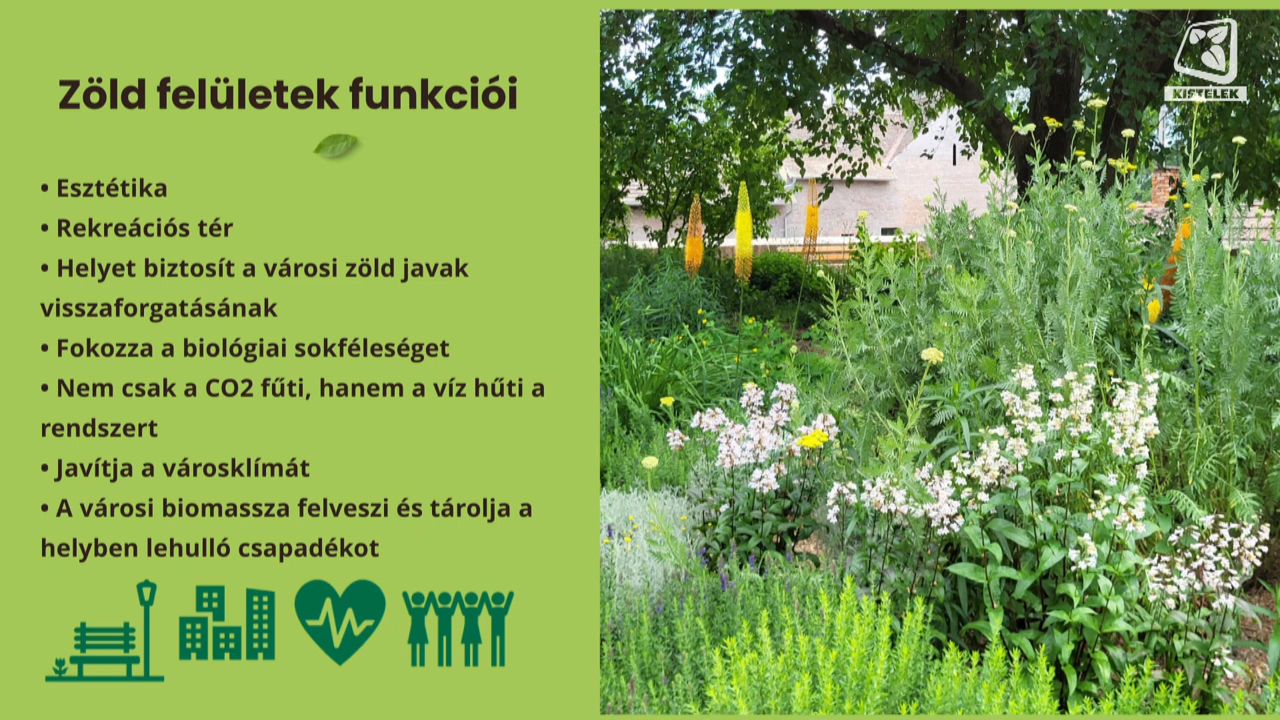 Zöld felületek funkciói
KISTELEK
• Esztétika
• Rekreációs tér
• Helyet biztosít a városi zöld javak
visszaforgatásának
• Fokozza a biológiai sokféleséget
• Nem csak a CO2 fűti, hanem a víz hűti a
rendszert
• Javítja a városklímát
• A városi biomassza felveszi és tárolja a
helyben lehulló csapadékot